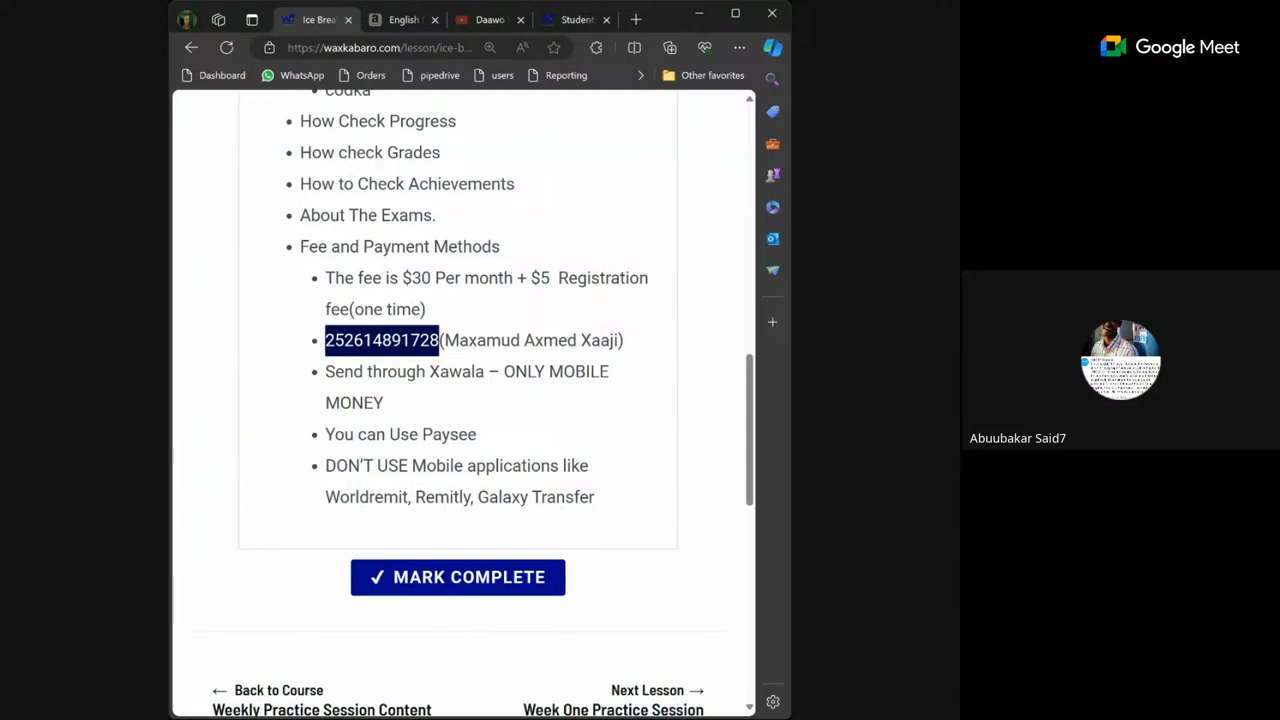 Ice Brea
English
Daawo
Student
Google Meet
https://waxkabaro.com/lesson/ice-b...
Dashboard
WhatsApp
Orders
pipedrive
users
Reporting
Other favorites
codka
How Check Progress
How check Grades
How to Check Achievements
About The Exams.
Fee and Payment Methods
The fee is $30 Per month + $5 Registration
fee(one time)
252614891728(Maxamud Axmed Xaaji)
Send through Xawala – ONLY MOBILE
MONEY
You can Use Paysee
DON'T USE Mobile applications like
Worldremit, Remitly, Galaxy Transfer
Abuubakar Said7
✓ MARK COMPLETE
← Back to Course
Next Lesson →
Weekly Practice Session Content
Week One Practice Session